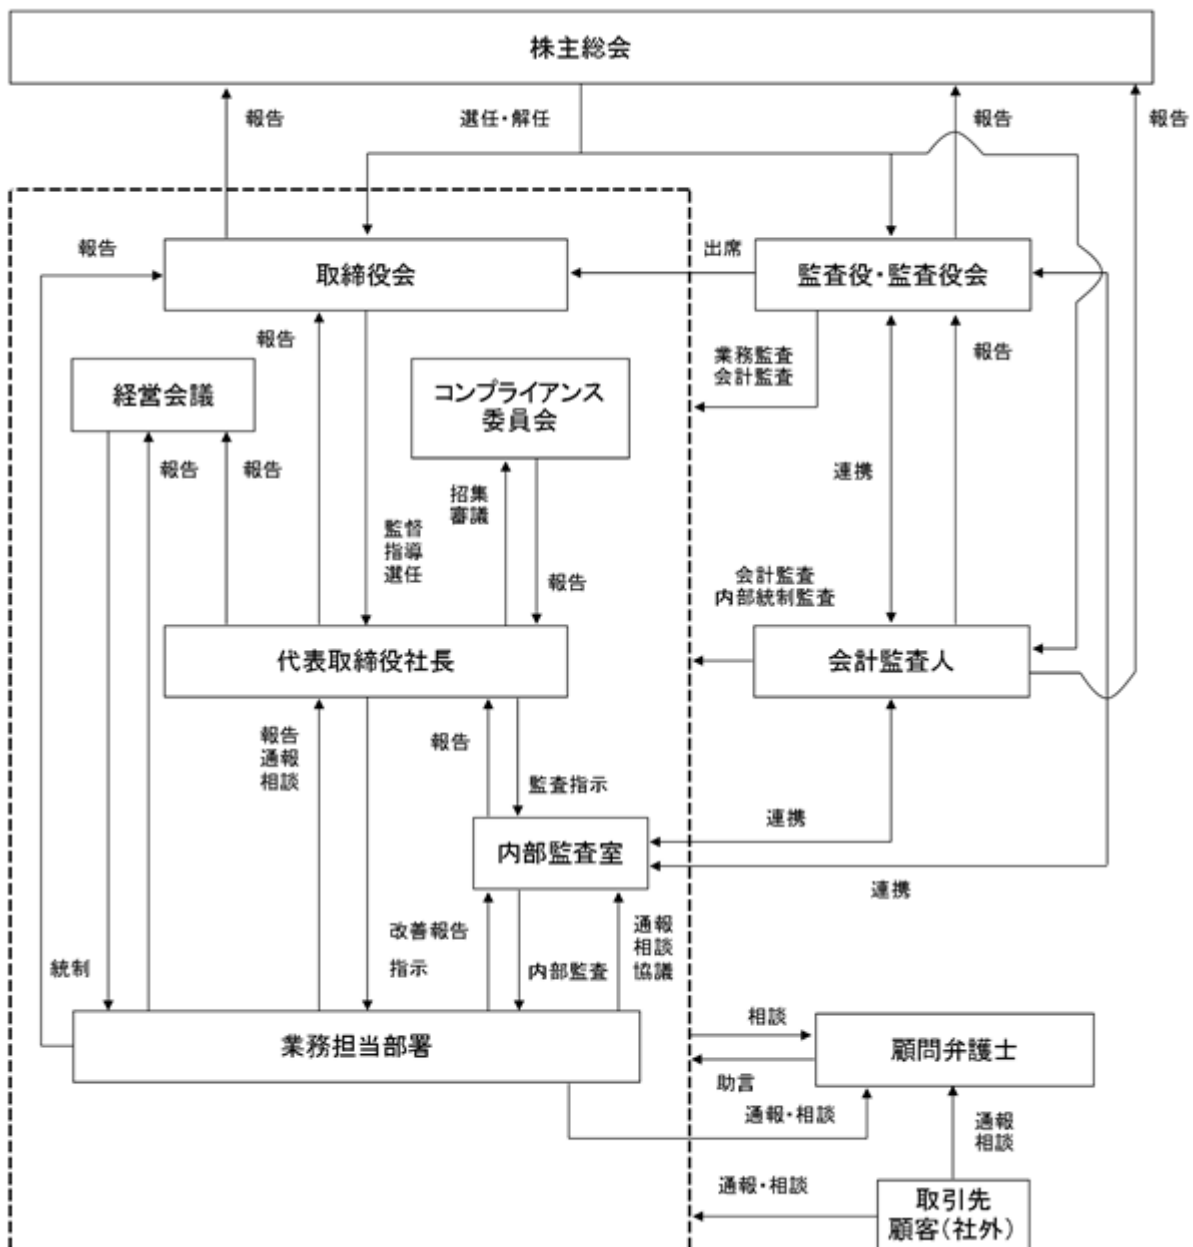 株主総会
報告
選任・解任
報告
報告
報告
取締役会
出席
監査役・監査役会
報告
業務監査
会計監査
報告
経営会議
コンプライアンス
委員会
報告
報告
招集
審議
連携
監督
指導
選任
報告
会計監査
内部統制監査
代表取締役社長
会計監査人
報告
通報
相談
報告
監査指示
連携
内部監査室
連携
改善報告
通報
相談
協議
統制
指示
内部監査
業務担当部署
相談
顧問弁護士
助言
通報・相談
通報
相談
通報・相談
取引先
顧客(社外)